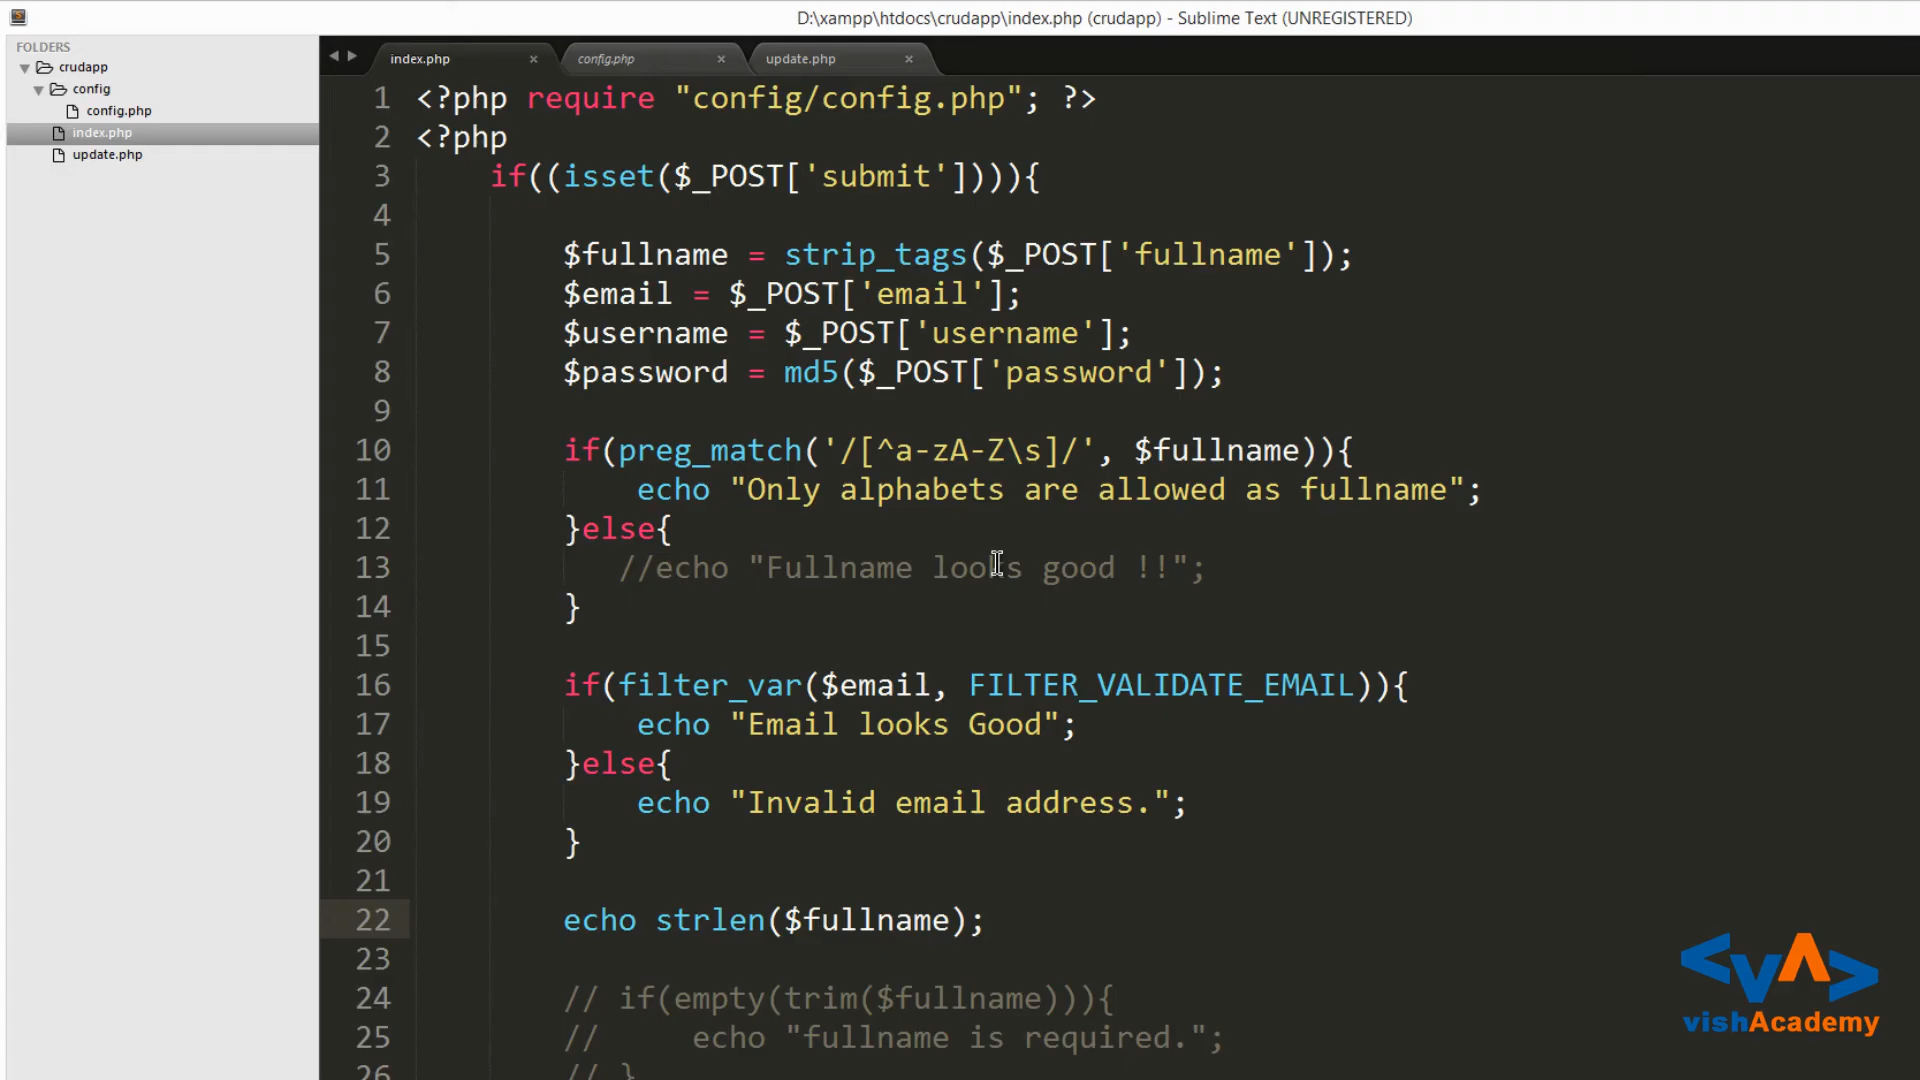 D:\xampp\htdocs\crudapp\index.php (crudapp) - Sublime Text (UNREGISTERED)
FOLDERS
crudapp
config
config.php
index.php
update.php
index.php × config.php × update.php ×
1 <?php require "config/config.php"; ?>
2 <?php
3 if((isset($_POST['submit']))){
4
5 $fullname = strip_tags($_POST['fullname']);
6 $email = $_POST['email'];
7 $username = $_POST['username'];
8 $password = md5($_POST['password']);
9
10 if(preg_match('/[^a-zA-Z\s]/', $fullname)){
11 echo "Only alphabets are allowed as fullname";
12 }else{
13 //echo "Fullname looks good !!";
14 }
15
16 if(filter_var($email, FILTER_VALIDATE_EMAIL)){
17 echo "Email looks Good";
18 }else{
19 echo "Invalid email address.";
20 }
21
22 echo strlen($fullname);
23
24 // if(empty(trim($fullname))){
25 // echo "fullname is required.";
26 // }
<VA>
vishAcademy